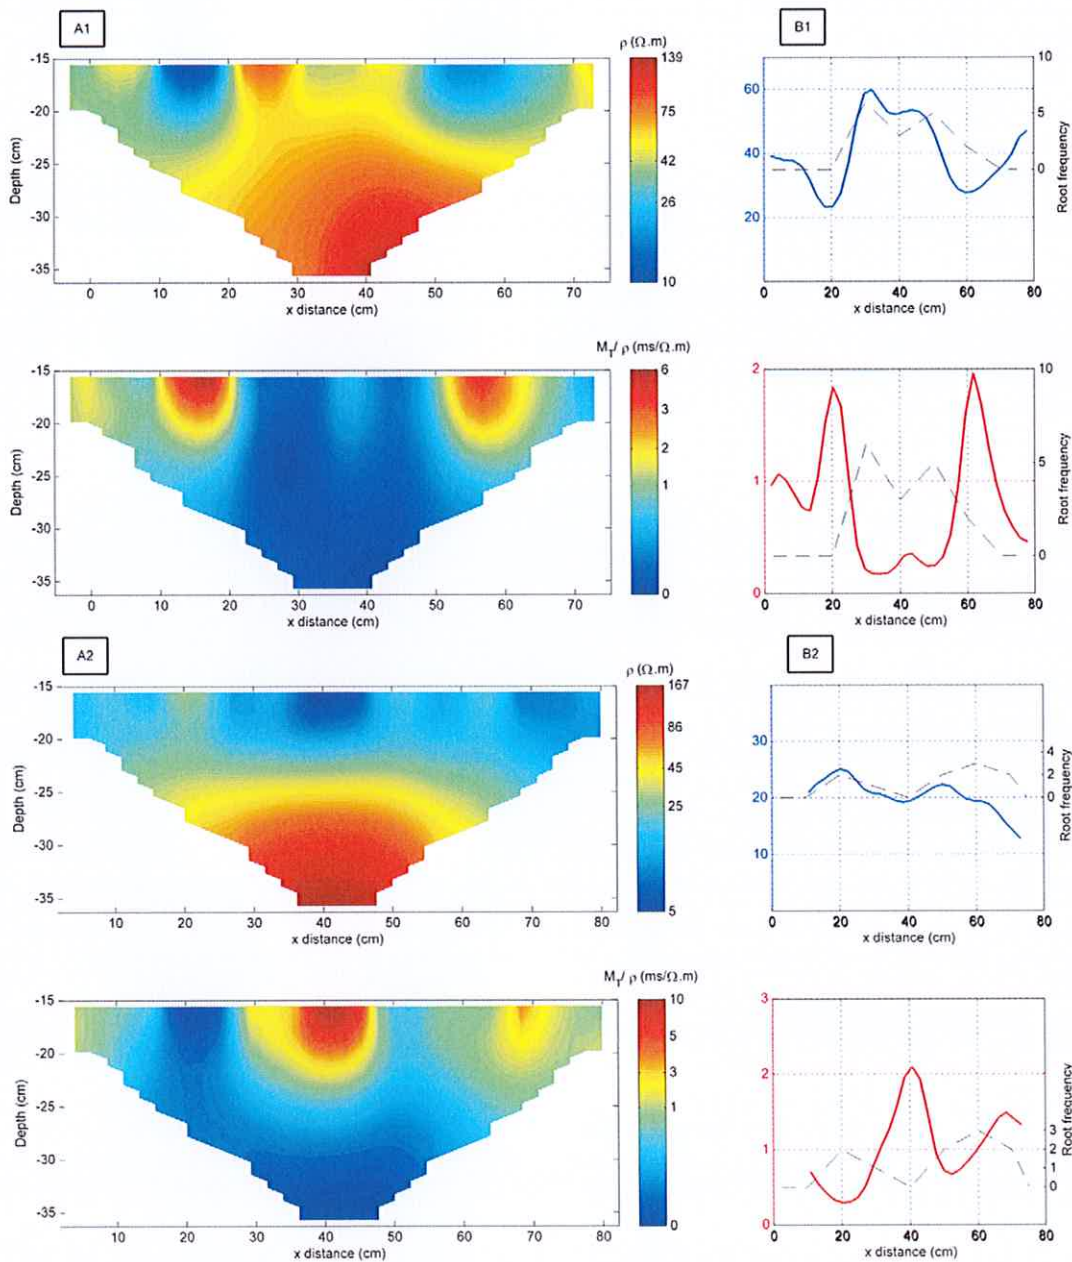 A1
ρ (Ω.m)
139
75
42
26
10
-15
-20
-25
-30
-35
Depth (cm)
0 10 20 30 40 50 60 70
x distance (cm)
B1
60
40
20
10
5
0
Root frequency
0 20 40 60 80
x distance (cm)
M_T/ ρ (ms/Ω.m)
6
3
2
1
0
-15
-20
-25
-30
-35
Depth (cm)
0 10 20 30 40 50 60 70
x distance (cm)
2
1
0
10
5
0
Root frequency
0 20 40 60 80
x distance (cm)
A2
ρ (Ω.m)
167
86
45
25
5
-15
-20
-25
-30
-35
Depth (cm)
10 20 30 40 50 60 70 80
x distance (cm)
B2
30
20
10
4
2
0
Root frequency
0 20 40 60 80
x distance (cm)
M_T/ ρ (ms/Ω.m)
10
5
3
1
0
-15
-20
-25
-30
-35
Depth (cm)
10 20 30 40 50 60 70 80
x distance (cm)
3
2
1
0
3
2
1
0
Root frequency
0 20 40 60 80
x distance (cm)